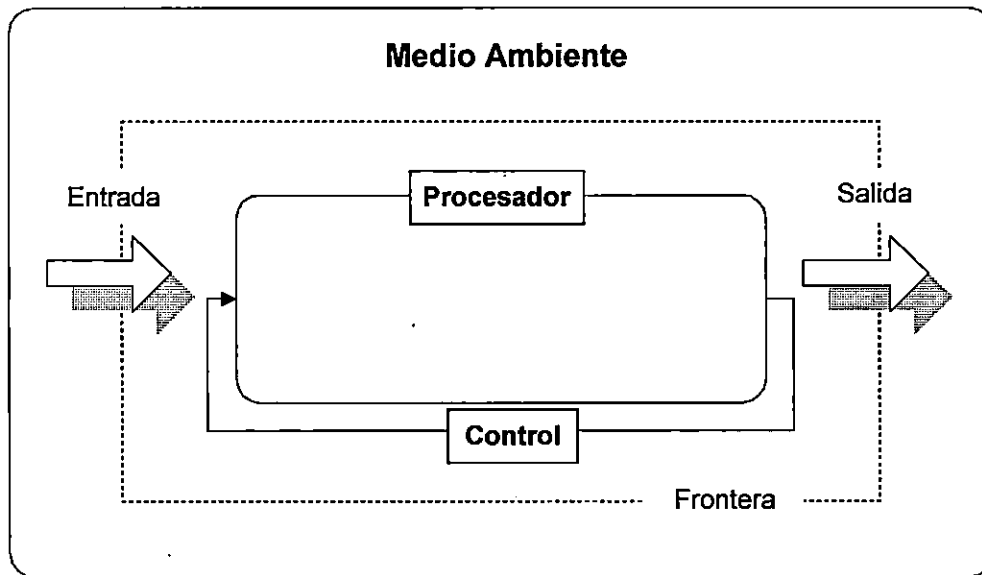 Medio Ambiente
Entrada
Procesador
Salida
Control
Frontera